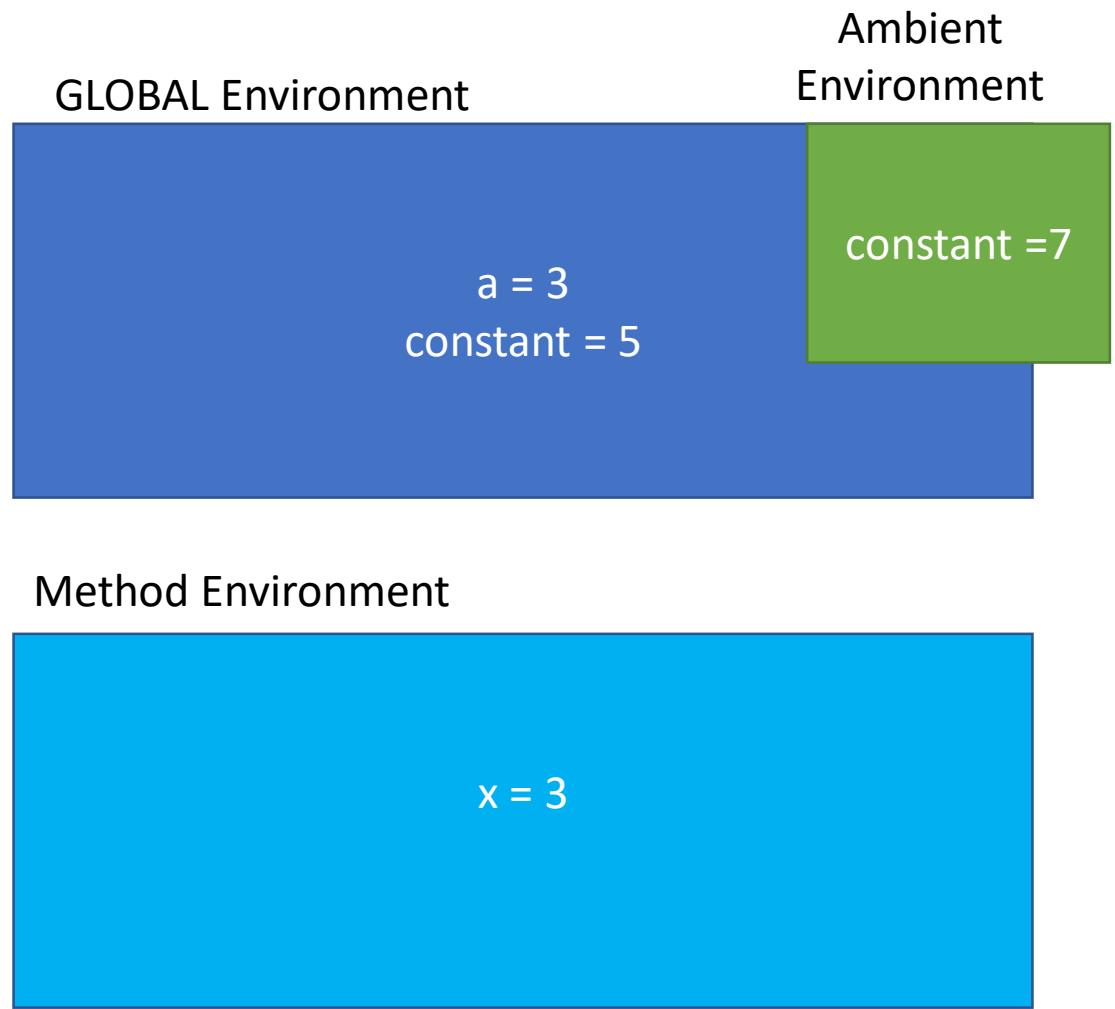 Ambient
Environment
GLOBAL Environment
constant =7
a = 3
constant = 5
Method Environment
x = 3